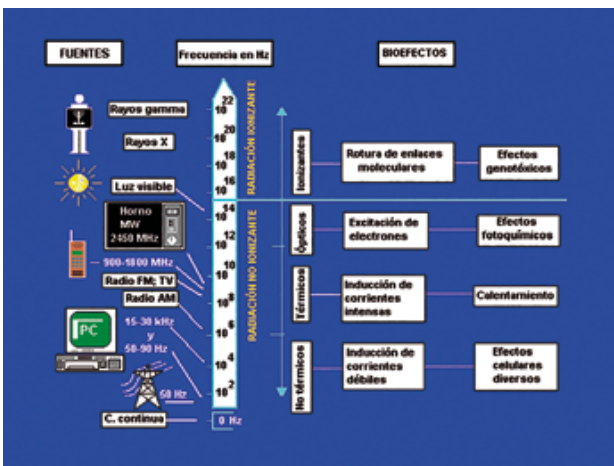 FUENTES
Frecuencia en Hz
BIOEFECTOS
Rayos gamma
Rayos X
Luz visible
Horno
MW
2450 MHz
900-1800 MHz
Radio FM; TV
Radio AM
PC
15-30 kHz
y
50-90 Hz
50 Hz
C. continua
10 22
10 20
10 18
10 16
10 14
10 12
10 10
10 8
10 6
10 4
10 2
0 Hz
RADIACIÓN IONIZANTE
RADIACIÓN NO IONIZANTE
Ionizantes
Rotura de enlaces
moleculares
Efectos
genotóxicos
Ópticos
Excitación de
electrones
Efectos
fotoquímicos
Térmicos
Inducción de
corrientes
intensas
Calentamiento
No térmicos
Inducción de
corrientes
débiles
Efectos
celulares
diversos